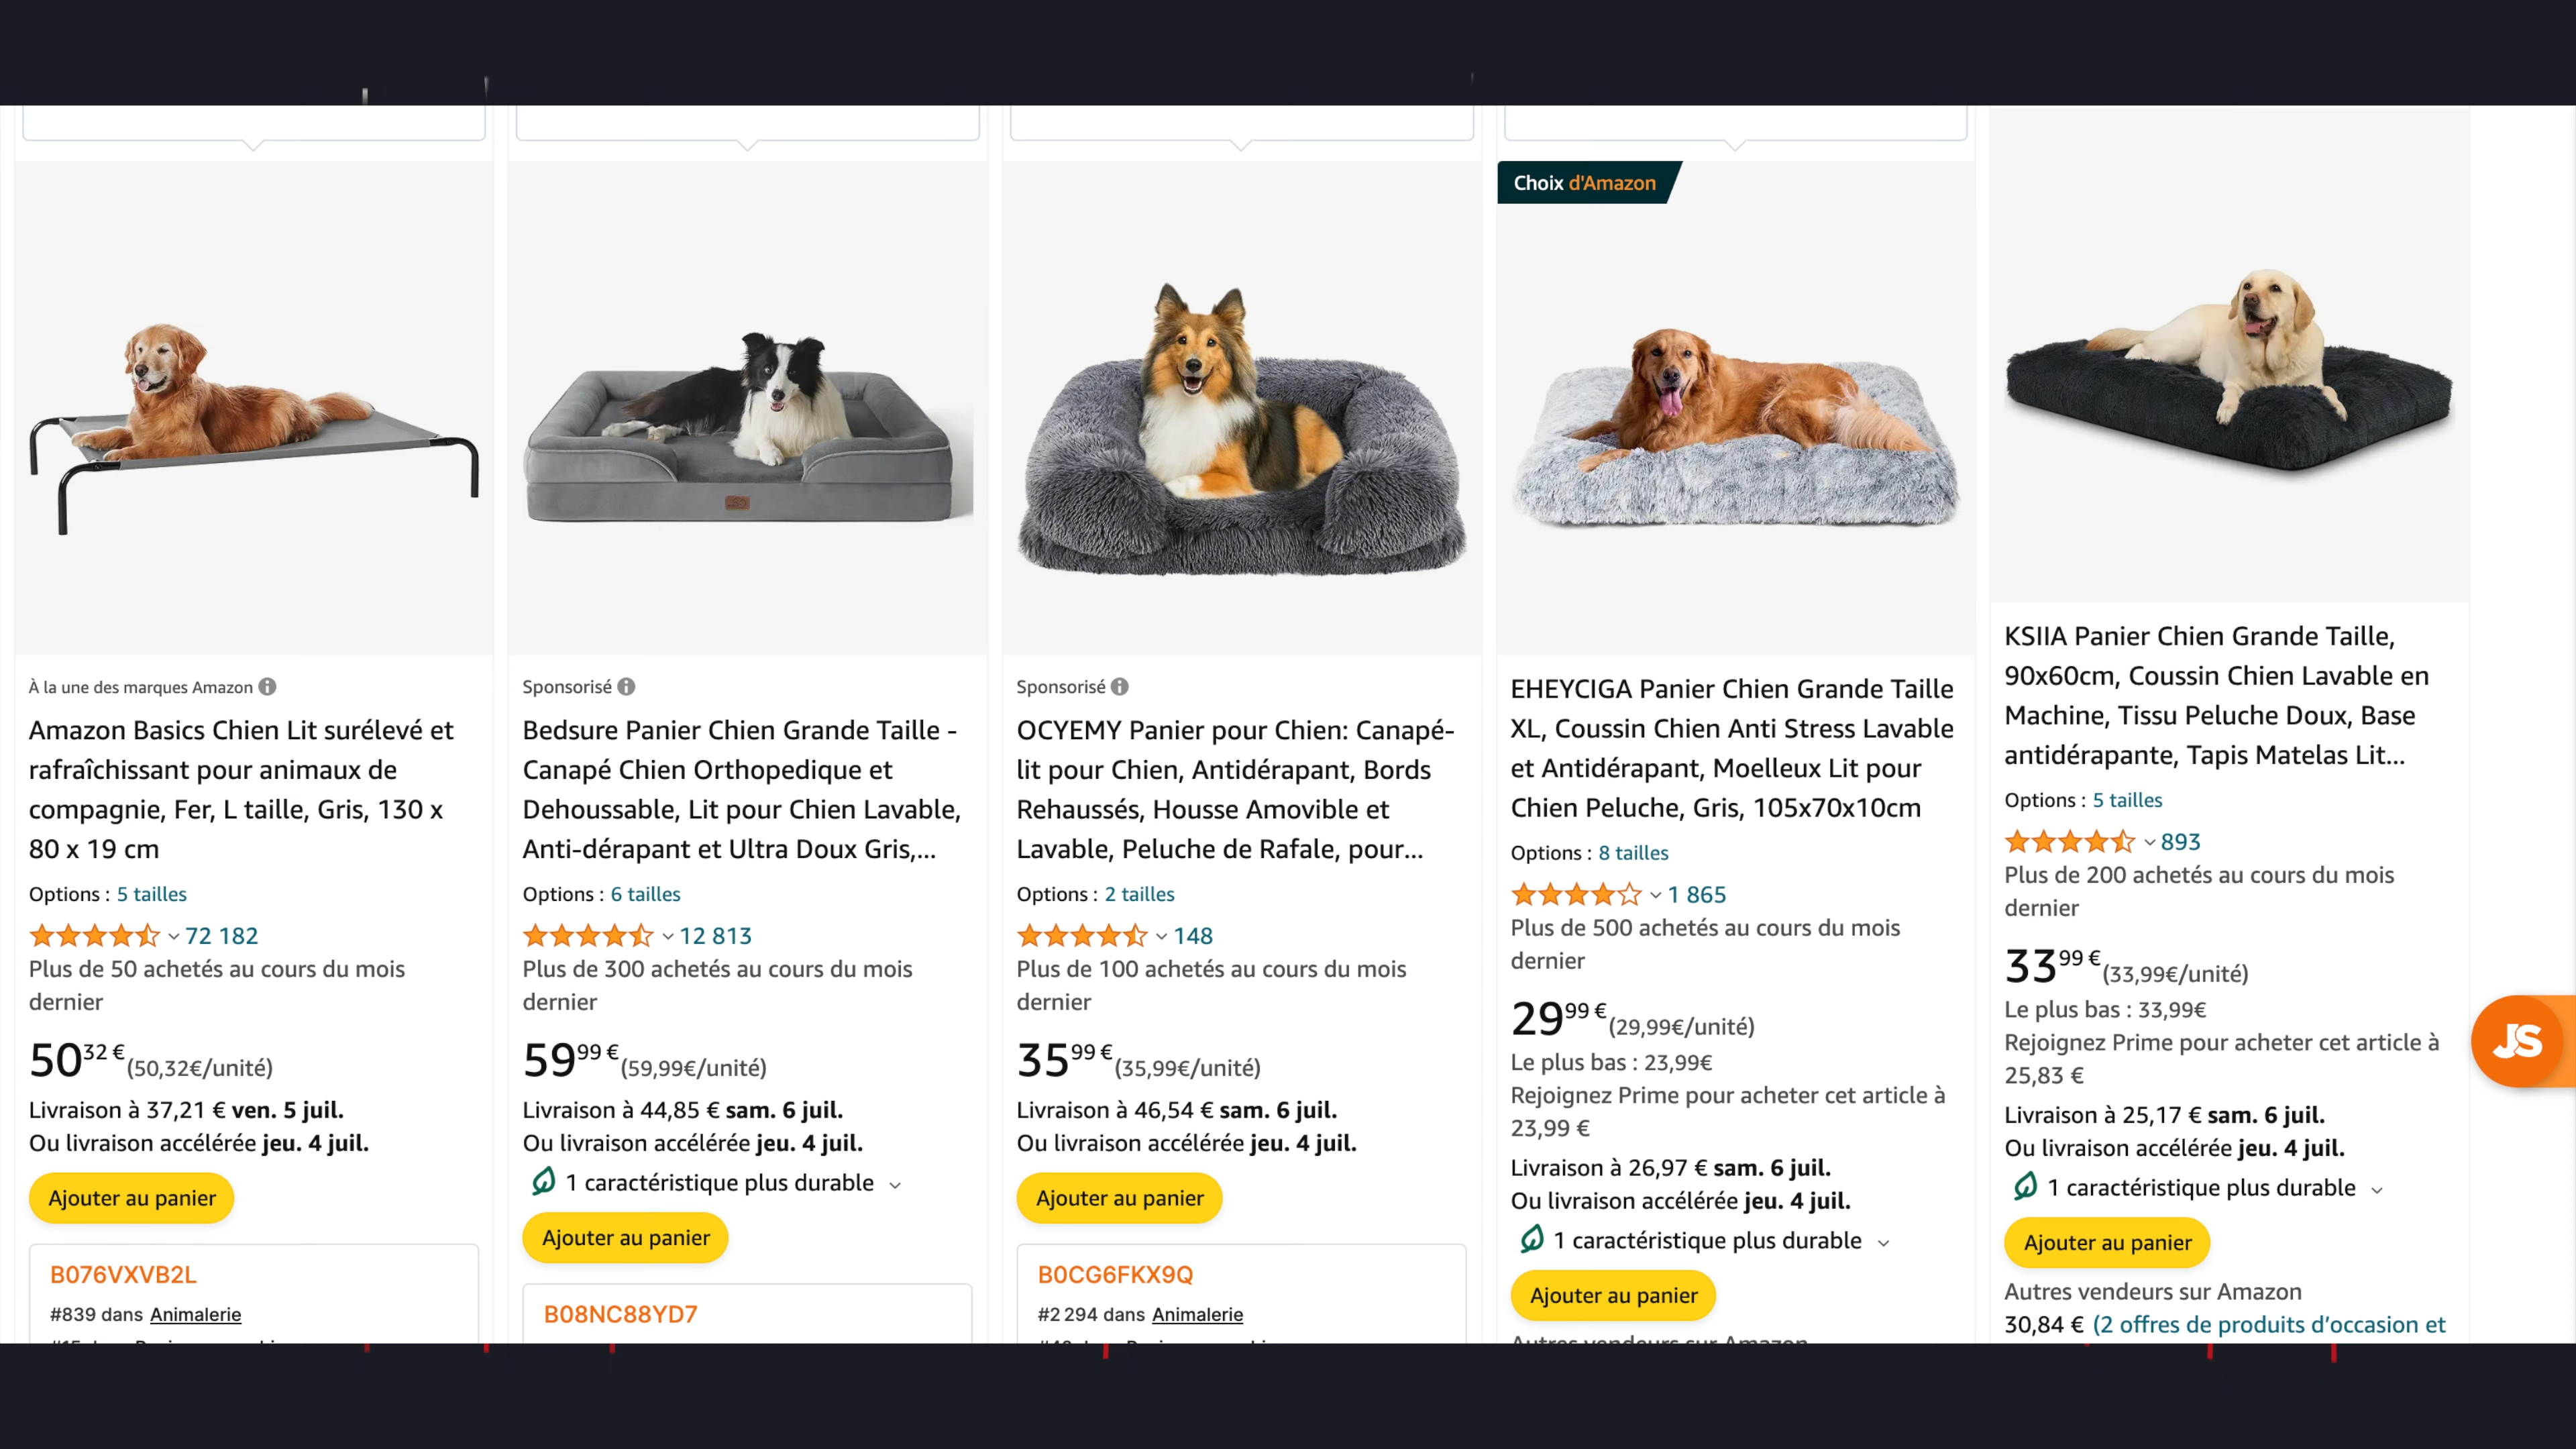 À la une des marques Amazon
Amazon Basics Chien Lit surélevé et
rafraîchissant pour animaux de
compagnie, Fer, L taille, Gris, 130 x
80 x 19 cm
Options : 5 tailles
72 182
Plus de 50 achetés au cours du mois
dernier
50,32 € (50,32€/unité)
Livraison à 37,21 € ven. 5 juil.
Ou livraison accélérée jeu. 4 juil.
Ajouter au panier
B076VXVB2L
#839 dans Animalerie
Sponsorisé
Bedsure Panier Chien Grande Taille -
Canapé Chien Orthopedique et
Dehoussable, Lit pour Chien Lavable,
Anti-dérapant et Ultra Doux Gris,...
Options : 6 tailles
12 813
Plus de 300 achetés au cours du mois
dernier
59,99 € (59,99€/unité)
Livraison à 44,85 € sam. 6 juil.
Ou livraison accélérée jeu. 4 juil.
1 caractéristique plus durable
Ajouter au panier
B08NC88YD7
Sponsorisé
OCYEMY Panier pour Chien: Canapé-
lit pour Chien, Antidérapant, Bords
Rehaussés, Housse Amovible et
Lavable, Peluche de Rafale, pour...
Options : 2 tailles
148
Plus de 100 achetés au cours du mois
dernier
35,99 € (35,99€/unité)
Livraison à 46,54 € sam. 6 juil.
Ou livraison accélérée jeu. 4 juil.
Ajouter au panier
B0CG6FKX9Q
#2 294 dans Animalerie
Choix d'Amazon
EHEYCIGA Panier Chien Grande Taille
XL, Coussin Chien Anti Stress Lavable
et Antidérapant, Moelleux Lit pour
Chien Peluche, Gris, 105x70x10cm
Options : 8 tailles
1 865
Plus de 500 achetés au cours du mois
dernier
29,99 € (29,99€/unité)
Le plus bas : 23,99€
Rejoignez Prime pour acheter cet article à
23,99 €
Livraison à 26,97 € sam. 6 juil.
Ou livraison accélérée jeu. 4 juil.
1 caractéristique plus durable
Ajouter au panier
Autres vendeurs sur Amazon
KSIIA Panier Chien Grande Taille,
90x60cm, Coussin Chien Lavable en
Machine, Tissu Peluche Doux, Base
antidérapante, Tapis Matelas Lit...
Options : 5 tailles
893
Plus de 200 achetés au cours du mois
dernier
33,99 € (33,99€/unité)
Le plus bas : 33,99€
Rejoignez Prime pour acheter cet article à
25,83 €
Livraison à 25,17 € sam. 6 juil.
Ou livraison accélérée jeu. 4 juil.
1 caractéristique plus durable
Ajouter au panier
Autres vendeurs sur Amazon
30,84 € (2 offres de produits d'occasion et
JS